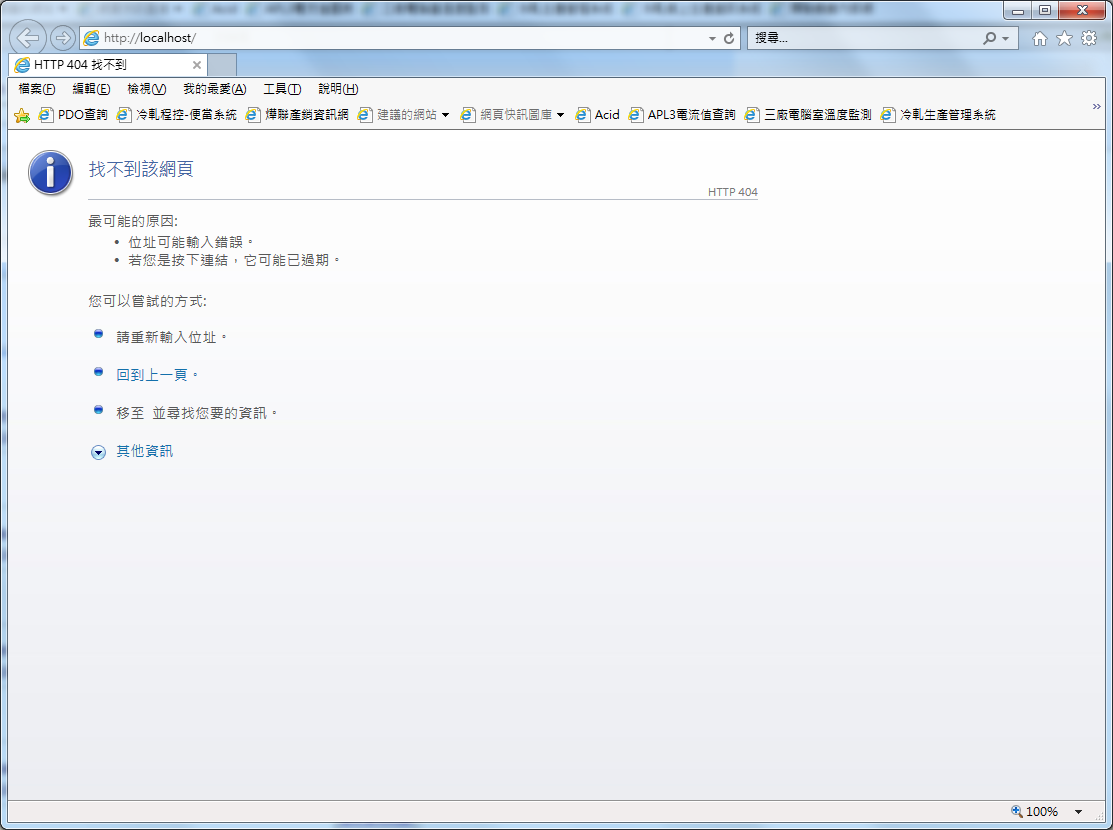 http://localhost/
搜尋...
HTTP 404 找不到
檔案(F) 編輯(E) 檢視(V) 我的最愛(A) 工具(T) 說明(H)
PDO查詢 冷軋程控-便當系統 燁聯產銷資訊網 建議的網站 網頁快訊圖庫 Acid APL3電流值查詢 三廠電腦室溫度監測 冷軋生產管理系統 »
找不到該網頁
HTTP 404
最可能的原因:
• 位址可能輸入錯誤。
• 若您是按下連結，它可能已過期。
您可以嘗試的方式:
請重新輸入位址。
回到上一頁。
移至 並尋找您要的資訊。
其他資訊
100%